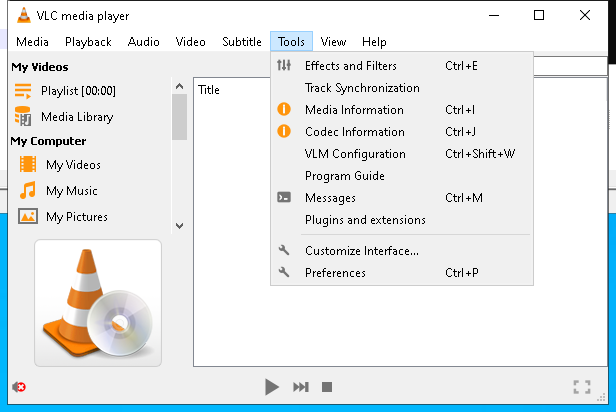 VLC media player
Media Playback Audio Video Subtitle Tools View Help
My Videos
Playlist [00:00]
Media Library
My Computer
My Videos
My Music
My Pictures
Title
Effects and Filters Ctrl+E
Track Synchronization
Media Information Ctrl+I
Codec Information Ctrl+J
VLM Configuration Ctrl+Shift+W
Program Guide
Messages Ctrl+M
Plugins and extensions
Customize Interface...
Preferences Ctrl+P